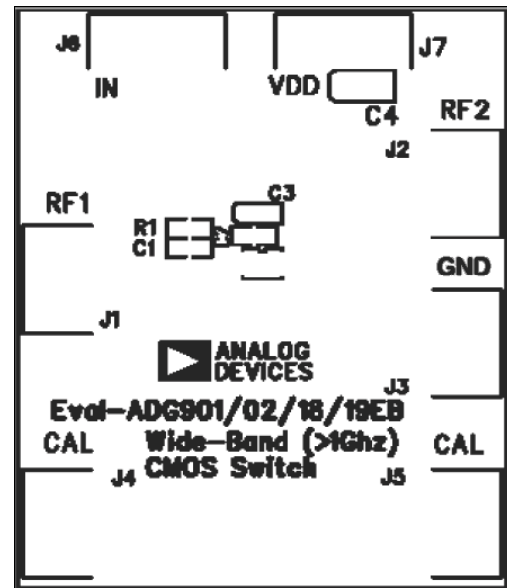 J6
J7
IN
VDD
C4
RF2
J2
C3
RF1
R1
C1
GND
J1
ANALOG
DEVICES
J3
Eval-ADG901/02/18/19EB
CAL
Wide-Band (>1Ghz)
CAL
J4
CMOS Switch
J5